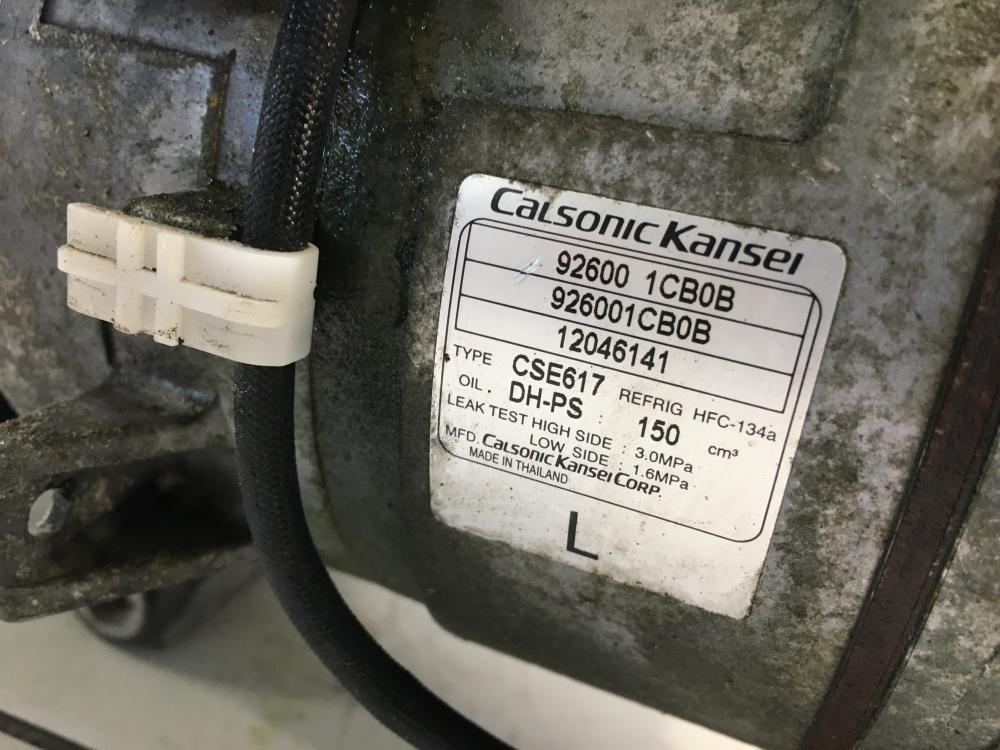 CalsonicKansei
92600 1CB0B
926001CB0B
12046141
TYPE CSE617 REFRIG HFC-134a
OIL. DH-PS 150 cm³
LEAK TEST HIGH SIDE : 3.0MPa
LOW SIDE : 1.6MPa
MFD. CalsonicKansei CORP.
MADE IN THAILAND
L